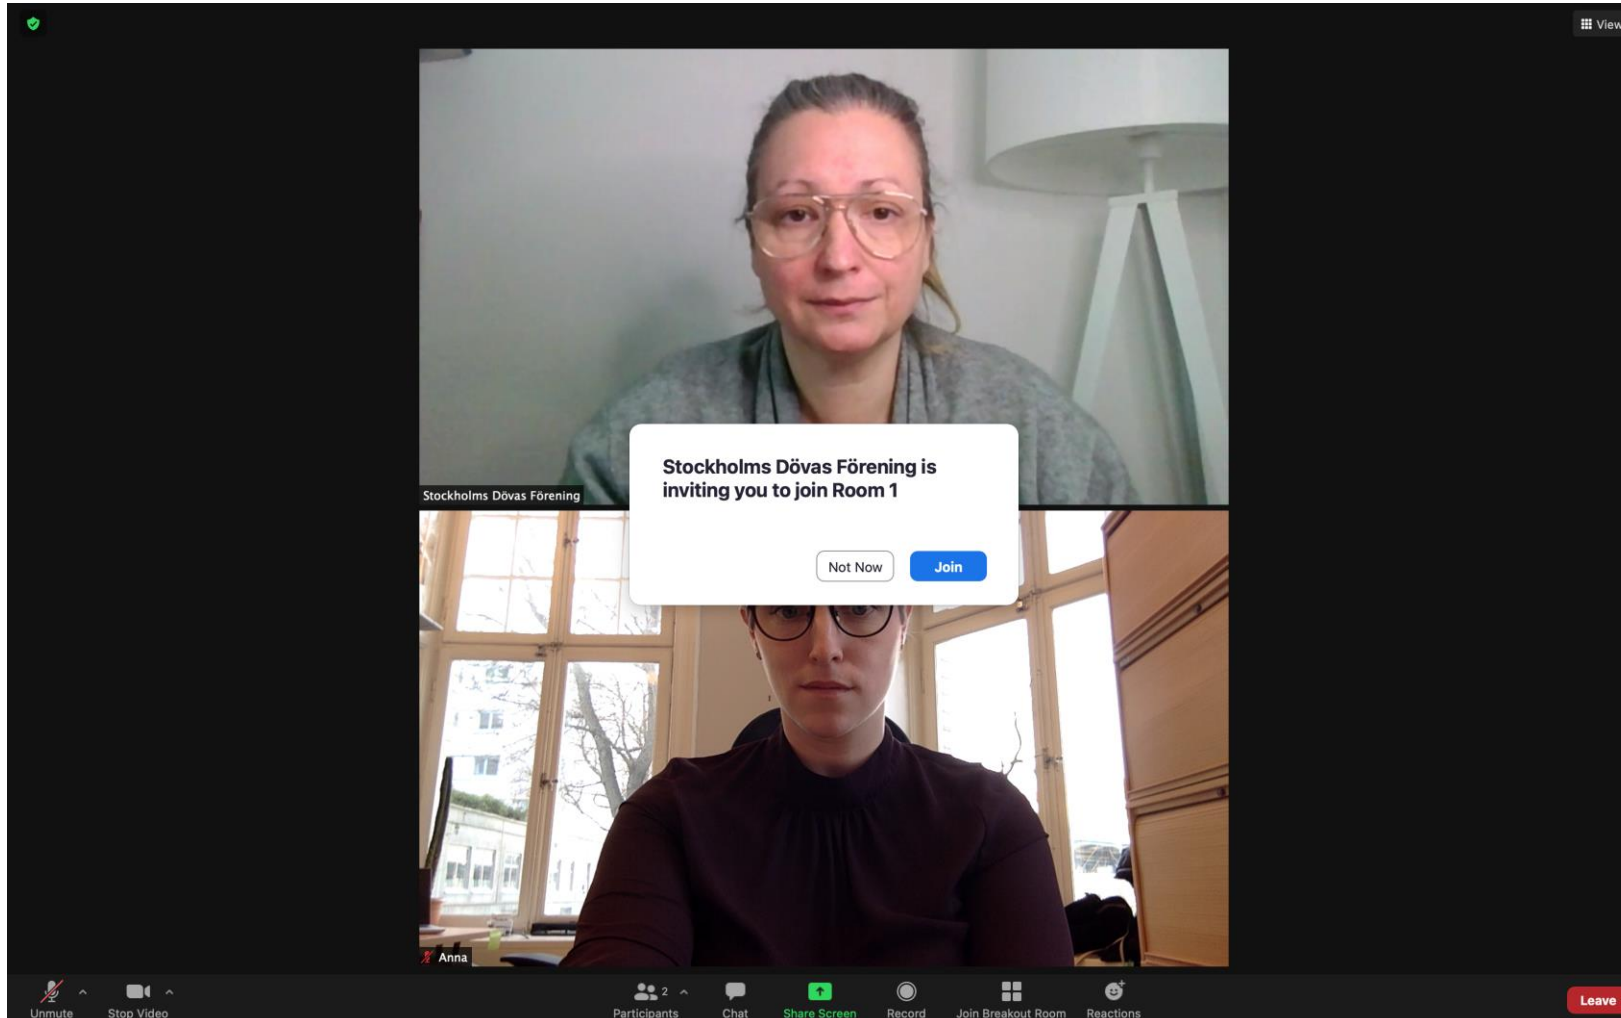 View
Stockholms Dövas Förening
Stockholms Dövas Förening is
inviting you to join Room 1
Not Now
Join
Anna
Unmute
Stop Video
2
Participants
Chat
Share Screen
Record
Join Breakout Room
Reactions
Leave